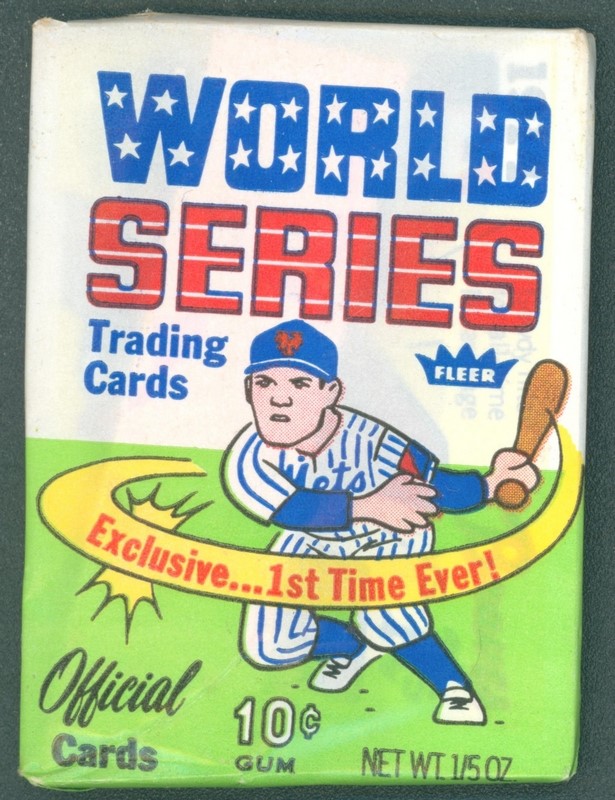 WORLD
SERIES
Trading
Cards
FLEER
Mets
Exclusive...1st Time Ever!
Official
Cards
10¢
GUM
NET WT. 1/5 OZ.